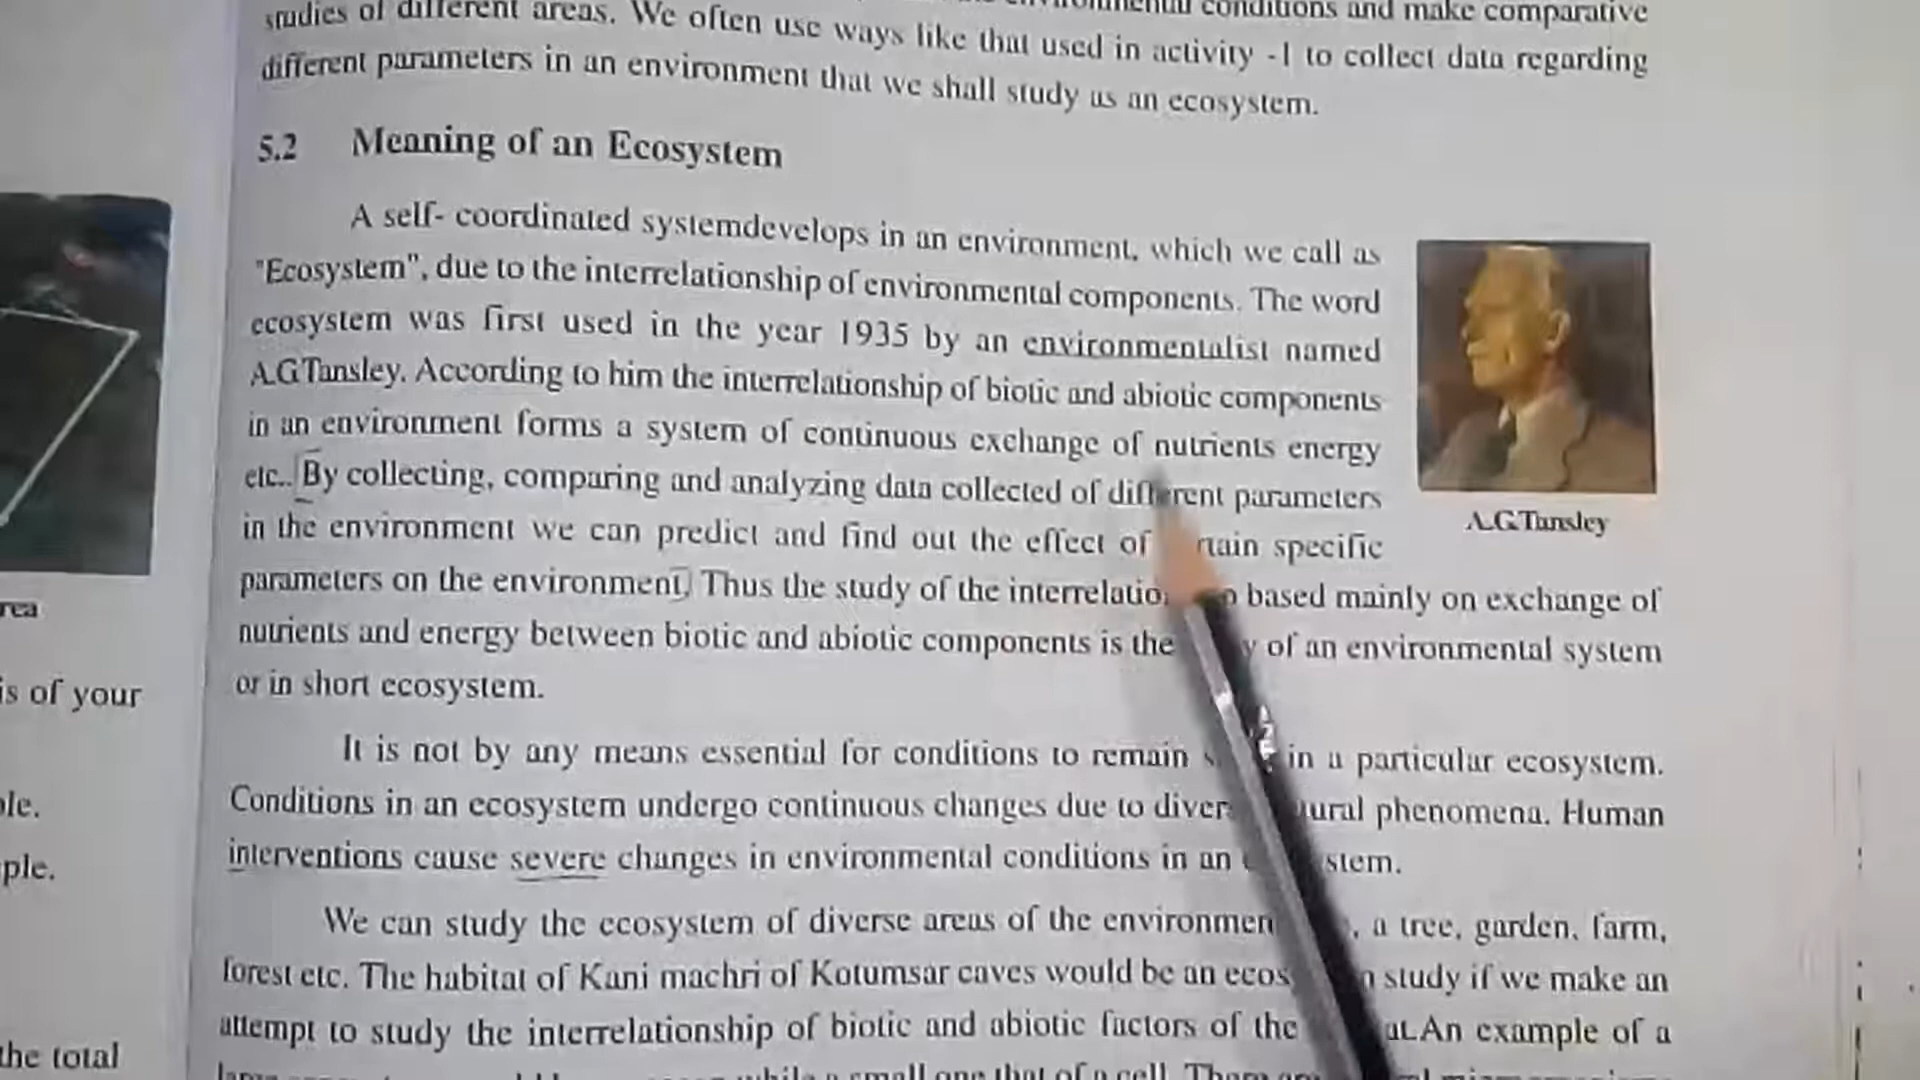 conditions and make comparative
studies of different areas. We often use ways like that used in activity -1 to collect data regarding
different parameters in an environment that we shall study as an ecosystem.
5.2 Meaning of an Ecosystem
A self- coordinated systemdevelops in an environment, which we call as
"Ecosystem", due to the interrelationship of environmental components. The word
ecosystem was first used in the year 1935 by an environmentalist named
A.G.Tansley. According to him the interrelationship of biotic and abiotic components
in an environment forms a system of continuous exchange of nutrients energy
etc.. By collecting, comparing and analyzing data collected of different parameters
in the environment we can predict and find out the effect of specific
parameters on the environment. Thus the study of the based mainly on exchange of
nutrients and energy between biotic and abiotic components is the of an environmental system
or in short ecosystem.
A.G.Tansley
It is not by any means essential for conditions to remain in a particular ecosystem.
Conditions in an ecosystem undergo continuous changes due to phenomena. Human
interventions cause severe changes in environmental conditions in an
We can study the ecosystem of diverse areas of the a tree, garden, farm,
forest etc. The habitat of Kani machri of Kotumsar caves would be an study if we make an
attempt to study the interrelationship of biotic and abiotic factors of the An example of a
while a small one that of a cell.
is of your
the total